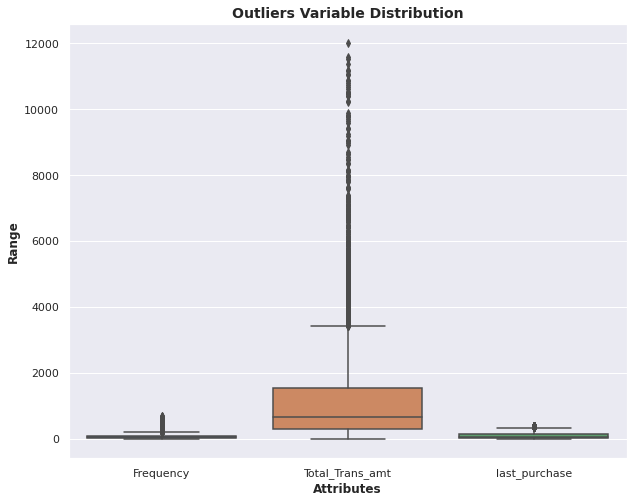 Outliers Variable Distribution
12000
10000
8000
6000
4000
2000
0
Range
Frequency
Total_Trans_amt
last_purchase
Attributes